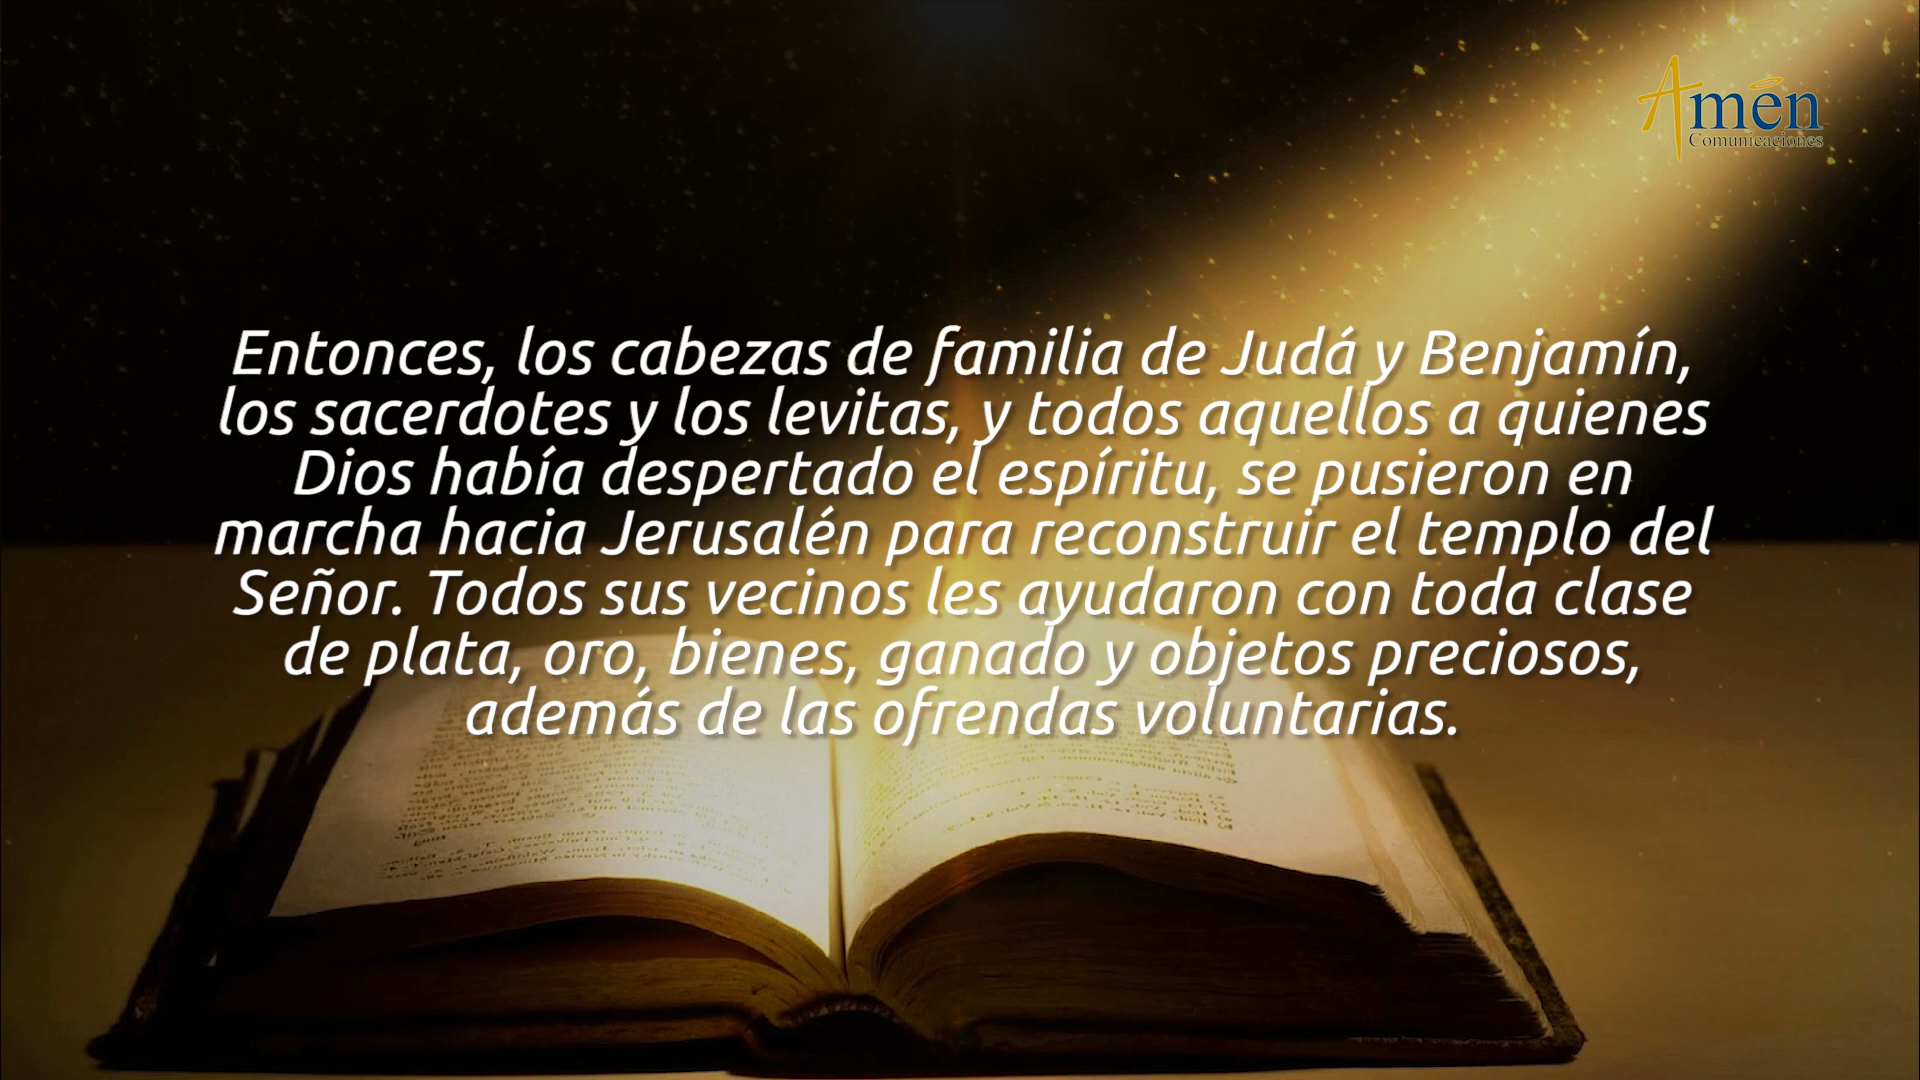 Amén
Comunicaciones
Entonces, los cabezas de familia de Judá y Benjamín,
los sacerdotes y los levitas, y todos aquellos a quienes
Dios había despertado el espíritu, se pusieron en
marcha hacia Jerusalén para reconstruir el templo del
Señor. Todos sus vecinos les ayudaron con toda clase
de plata, oro, bienes, ganado y objetos preciosos,
además de las ofrendas voluntarias.